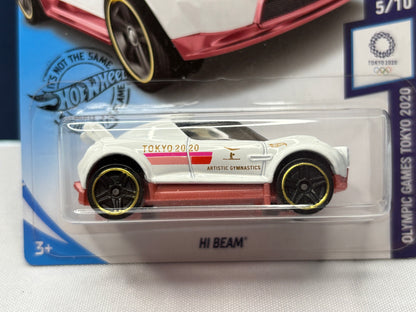 5/10
TOKYO 2020
IT'S NOT THE SAME
Hot Wheels
GAME
OLYMPIC GAMES TOKYO 2020
TOKYO 2020
ARTISTIC GYMNASTICS
3+
HI BEAM